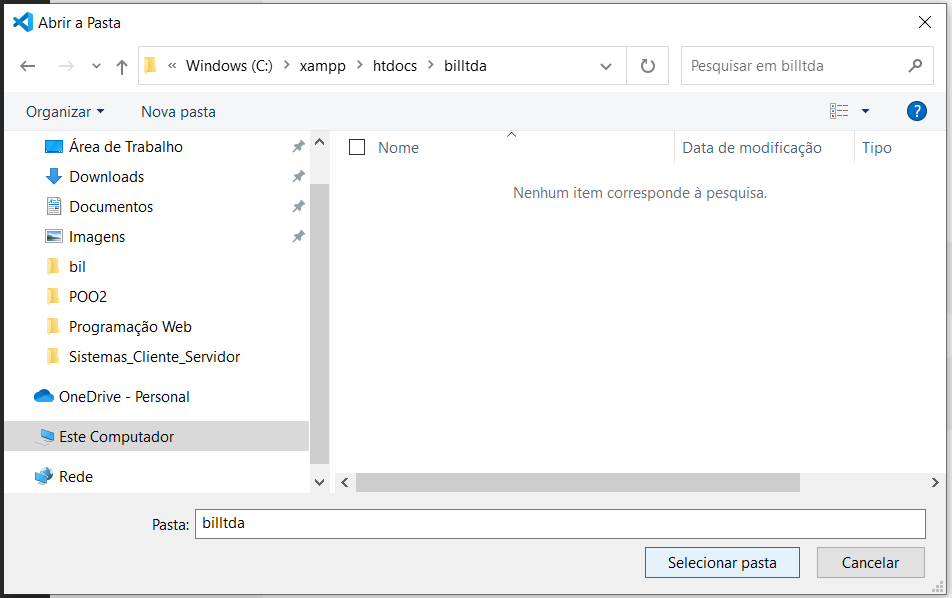 Abrir a Pasta
« Windows (C:) > xampp > htdocs > billtda
Pesquisar em billtda
Organizar Nova pasta
?
Área de Trabalho
Downloads
Documentos
Imagens
bil
POO2
Programação Web
Sistemas_Cliente_Servidor
OneDrive - Personal
Este Computador
Rede
Nome Data de modificação Tipo
Nenhum item corresponde à pesquisa.
Pasta: billtda
Selecionar pasta Cancelar